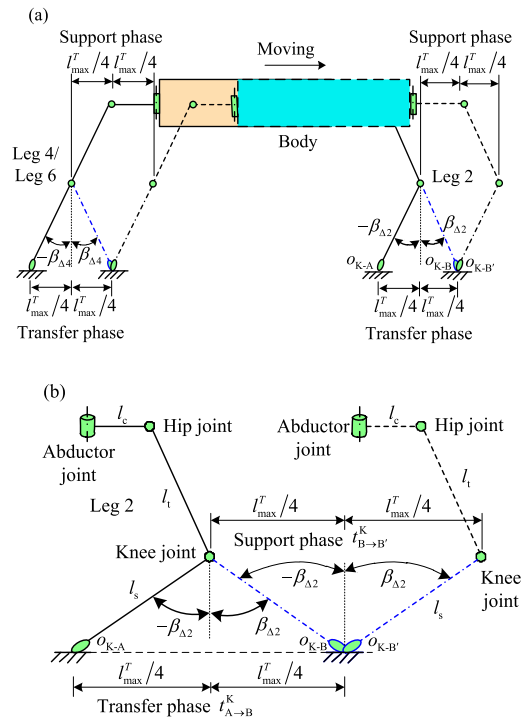 (a)
Support phase
l^T_max/4 l^T_max/4
Moving
Support phase
l^T_max/4 l^T_max/4
Body
Leg 4/
Leg 6
Leg 2
-β_Δ4 β_Δ4
-β_Δ2 β_Δ2
o_K-A o_K-B o_K-B′
l^T_max/4 l^T_max/4
Transfer phase
l^T_max/4 l^T_max/4
Transfer phase
(b)
l_c
Hip joint
Abductor
joint
l_c
Hip joint
Abductor
joint
Leg 2
l_t
l_t
l^T_max/4 l^T_max/4
Knee joint
Support phase t^K_B→B′
Knee
joint
l_s
-β_Δ2 β_Δ2
-β_Δ2 β_Δ2
l_s
o_K-A
o_K-B o_K-B′
l^T_max/4 l^T_max/4
Transfer phase t^K_A→B